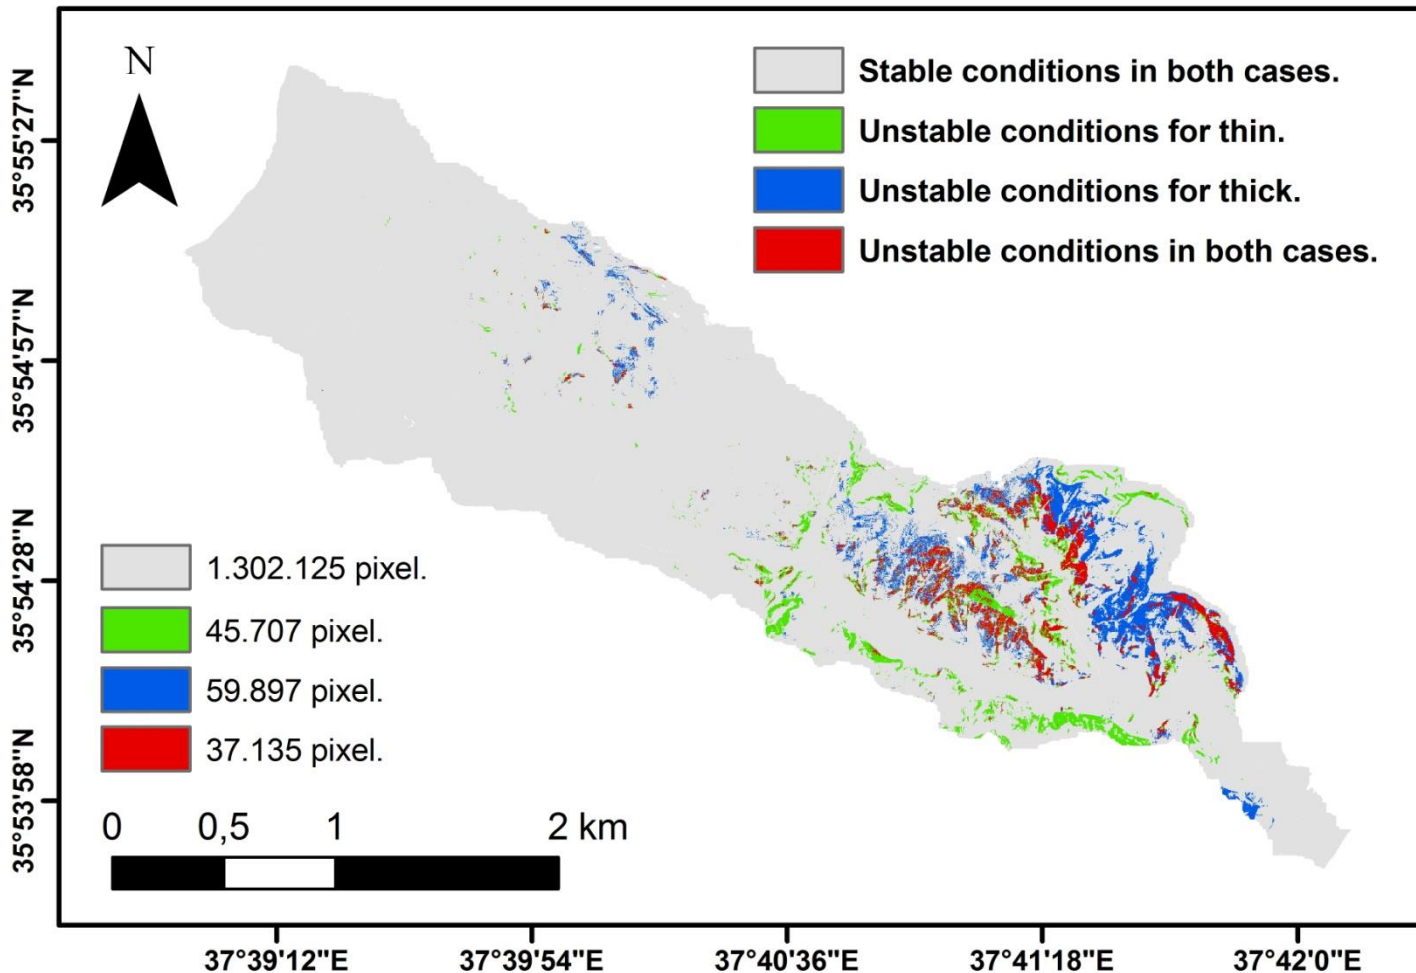 N
Stable conditions in both cases.
Unstable conditions for thin.
Unstable conditions for thick.
Unstable conditions in both cases.
35°55'27"N
35°54'57"N
35°54'28"N
35°53'58"N
1.302.125 pixel.
45.707 pixel.
59.897 pixel.
37.135 pixel.
0 0,5 1 2 km
37°39'12"E 37°39'54"E 37°40'36"E 37°41'18"E 37°42'0"E